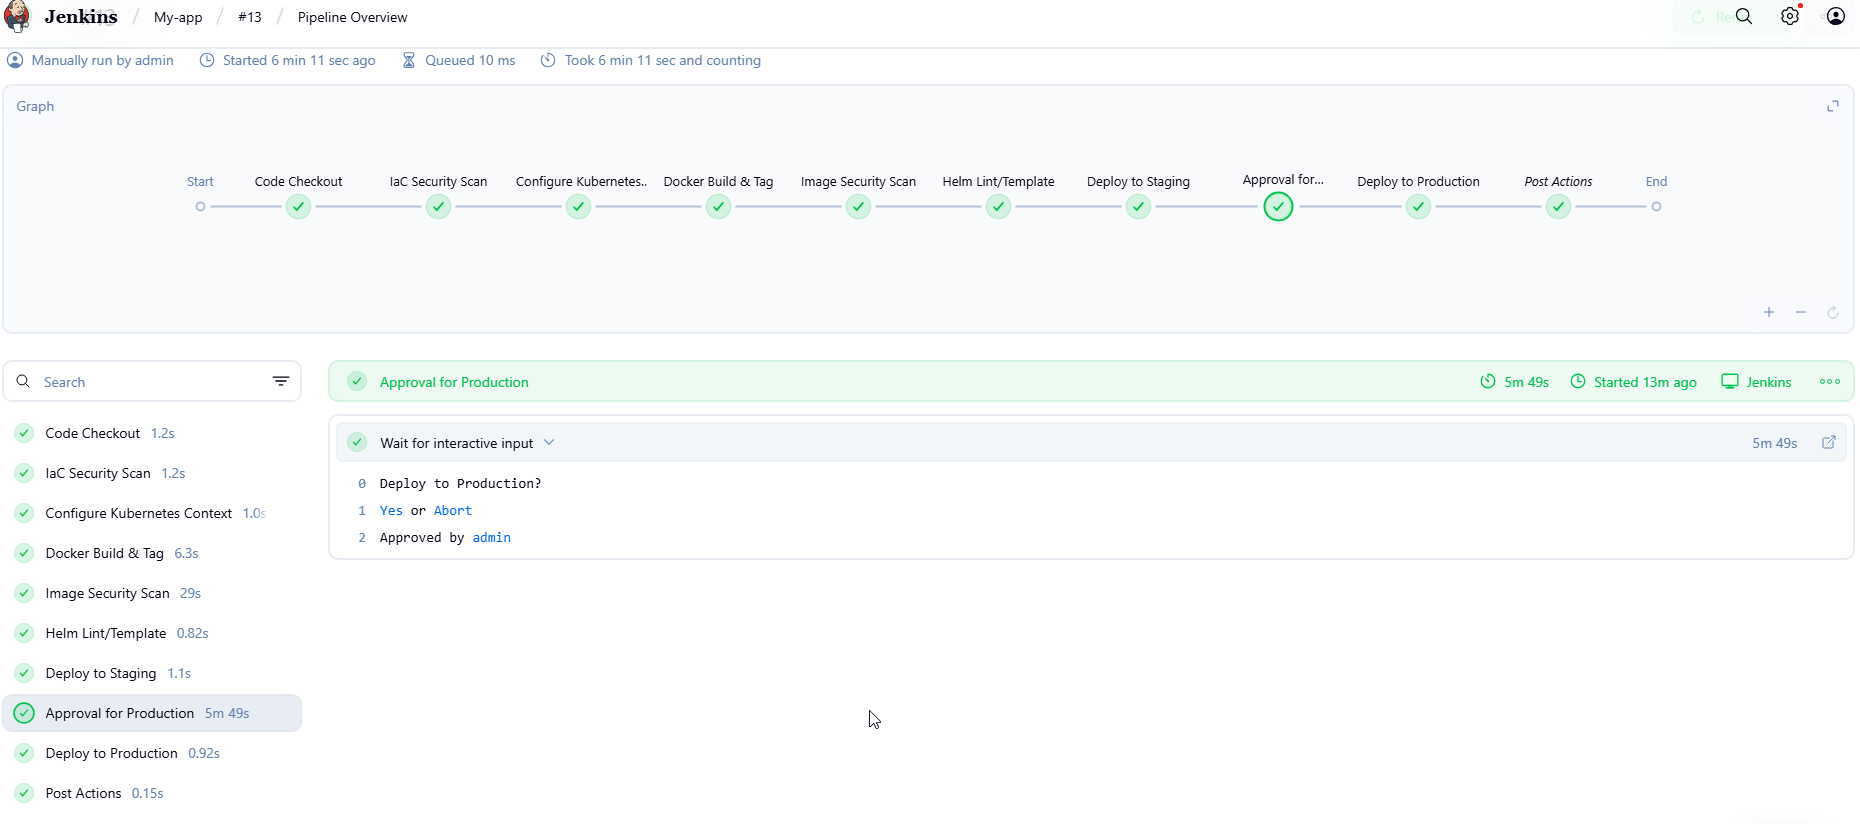 Jenkins / My-app / #13 / Pipeline Overview
Manually run by admin Started 6 min 11 sec ago Queued 10 ms Took 6 min 11 sec and counting
Graph
Start Code Checkout IaC Security Scan Configure Kubernetes.. Docker Build & Tag Image Security Scan Helm Lint/Template Deploy to Staging Approval for... Deploy to Production Post Actions End
Search
Code Checkout 1.2s
IaC Security Scan 1.2s
Configure Kubernetes Context 1.0s
Docker Build & Tag 6.3s
Image Security Scan 29s
Helm Lint/Template 0.82s
Deploy to Staging 1.1s
Approval for Production 5m 49s
Deploy to Production 0.92s
Post Actions 0.15s
Approval for Production 5m 49s Started 13m ago Jenkins
Wait for interactive input 5m 49s
0 Deploy to Production?
1 Yes or Abort
2 Approved by admin